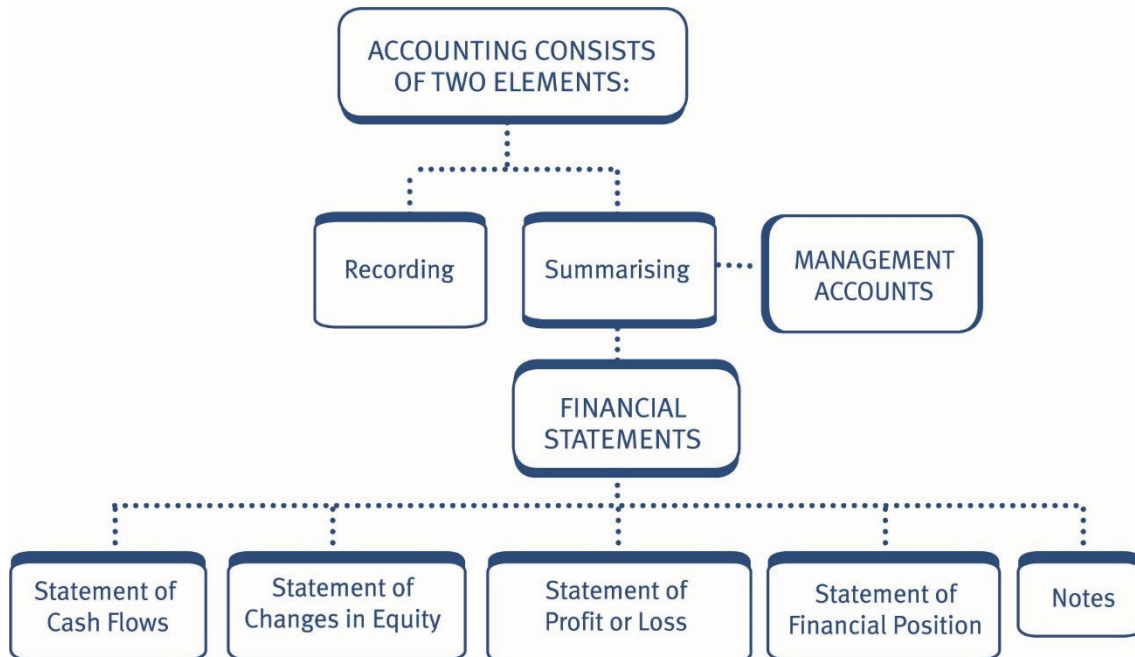 ACCOUNTING CONSISTS
OF TWO ELEMENTS:
Recording
Summarising
MANAGEMENT
ACCOUNTS
FINANCIAL
STATEMENTS
Statement of
Cash Flows
Statement of
Changes in Equity
Statement of
Profit or Loss
Statement of
Financial Position
Notes